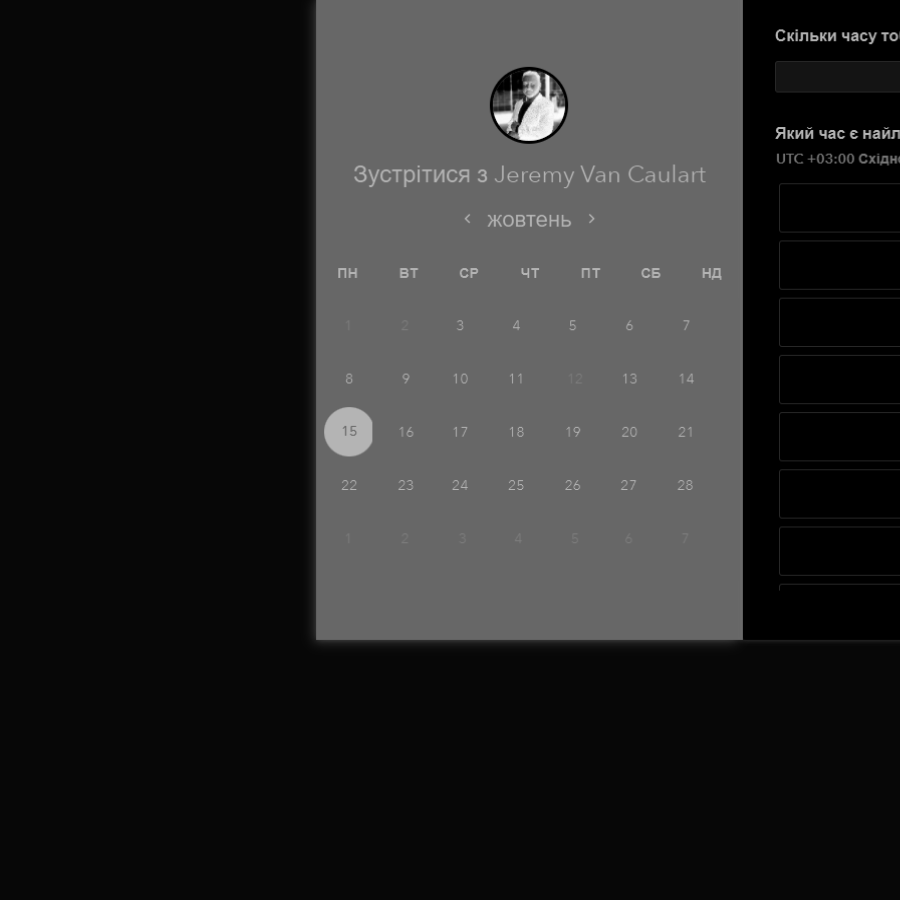 Скільки часу то
Зустрітися з Jeremy Van Caulart
жовтень
ПН ВТ СР ЧТ ПТ СБ НД
1 2 3 4 5 6 7
8 9 10 11 12 13 14
15 16 17 18 19 20 21
22 23 24 25 26 27 28
1 2 3 4 5 6 7
Який час є найл
UTC +03:00 Східн